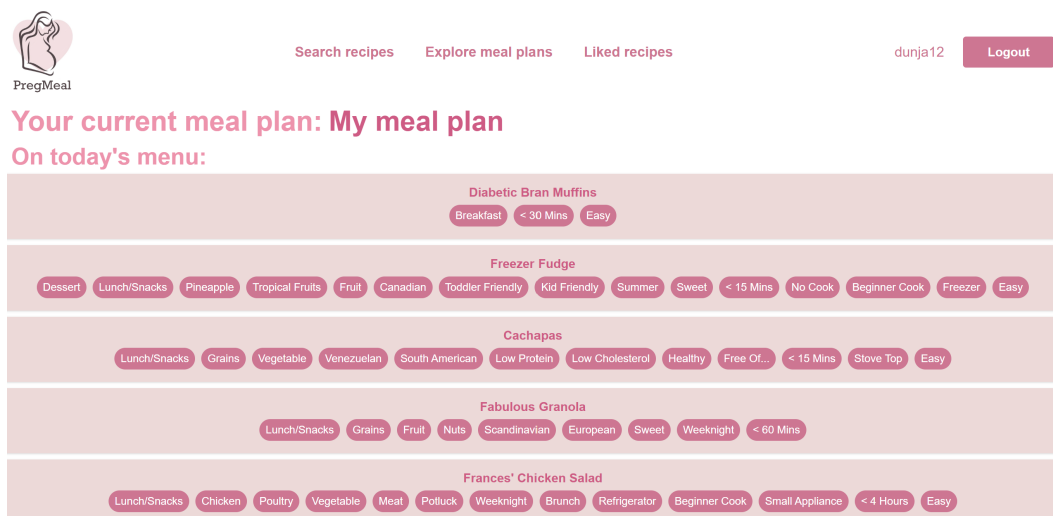 Search recipes Explore meal plans Liked recipes dunja12 Logout
PregMeal
Your current meal plan: My meal plan
On today's menu:
Diabetic Bran Muffins
Breakfast < 30 Mins Easy
Freezer Fudge
Dessert Lunch/Snacks Pineapple Tropical Fruits Fruit Canadian Toddler Friendly Kid Friendly Summer Sweet < 15 Mins No Cook Beginner Cook Freezer Easy
Cachapas
Lunch/Snacks Grains Vegetable Venezuelan South American Low Protein Low Cholesterol Healthy Free Of... < 15 Mins Stove Top Easy
Fabulous Granola
Lunch/Snacks Grains Fruit Nuts Scandinavian European Sweet Weeknight < 60 Mins
Frances' Chicken Salad
Lunch/Snacks Chicken Poultry Vegetable Meat Potluck Weeknight Brunch Refrigerator Beginner Cook Small Appliance < 4 Hours Easy